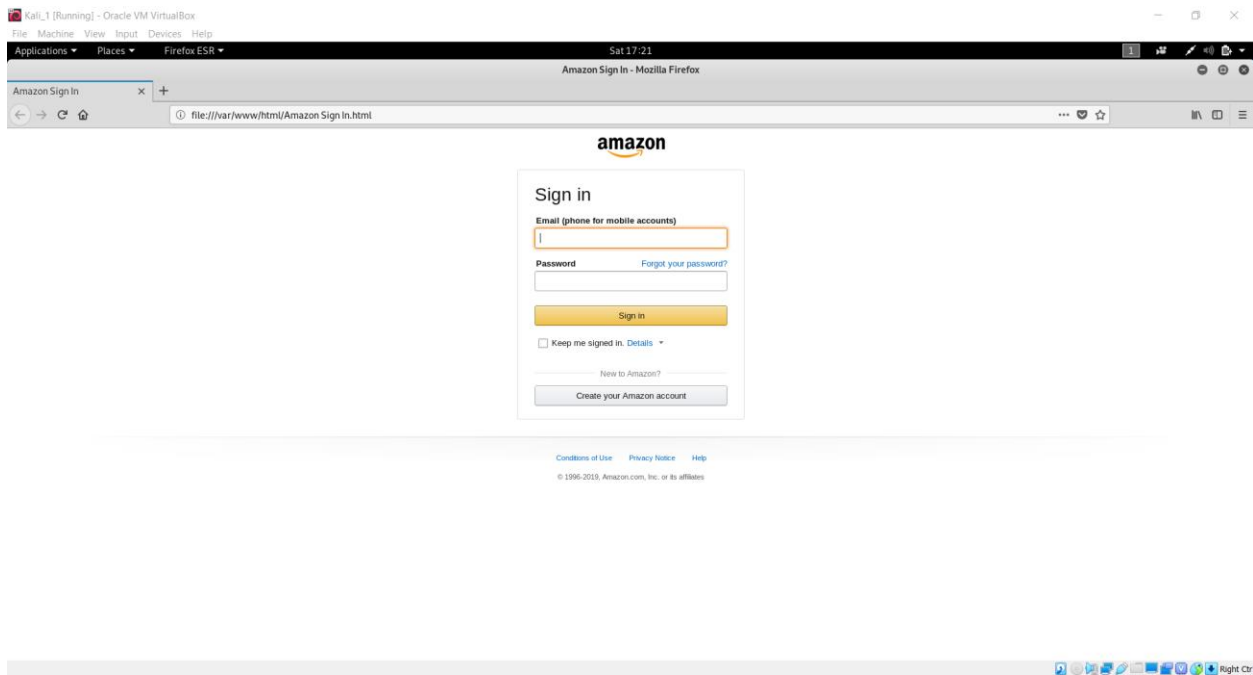 Kali_1 [Running] - Oracle VM VirtualBox
File Machine View Input Devices Help
Applications Places Firefox ESR Sat 17:21 1
Amazon Sign In - Mozilla Firefox
Amazon Sign In
file:///var/www/html/Amazon Sign In.html
amazon
Sign in
Email (phone for mobile accounts)
Password Forgot your password?
Sign in
Keep me signed in. Details
New to Amazon?
Create your Amazon account
Conditions of Use Privacy Notice Help
© 1996-2019, Amazon.com, Inc. or its affiliates
Right Ctr